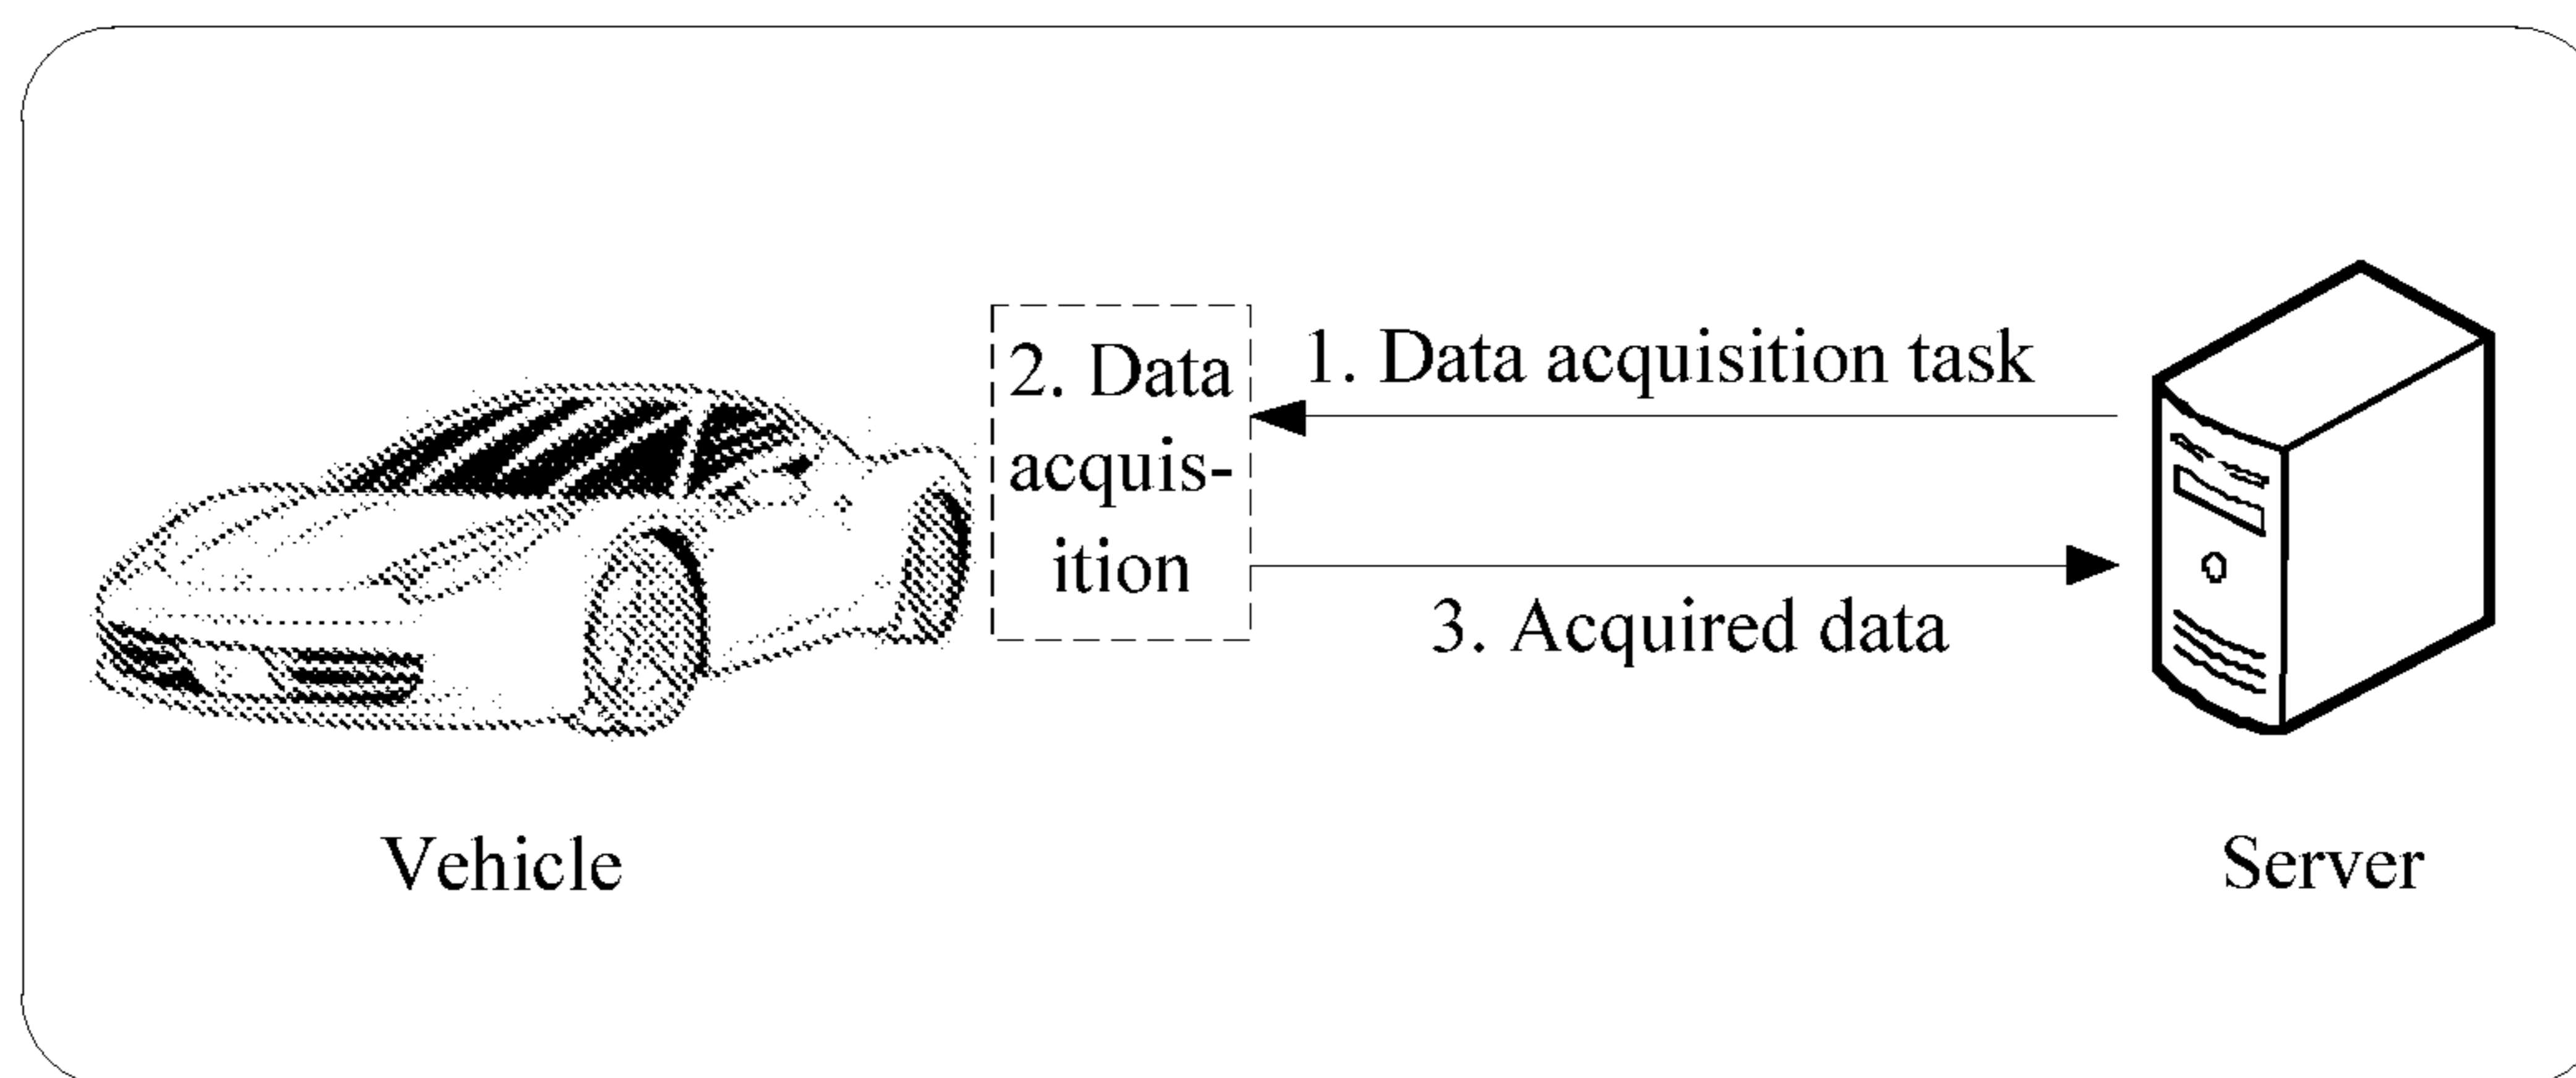 2. Data
acquis-
ition
1. Data acquisition task
3. Acquired data
Vehicle
Server